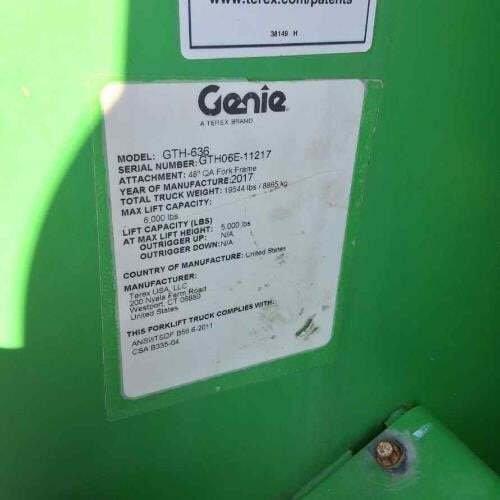 www.terex.com/patents
38149 H
Genie
A TEREX BRAND
MODEL: GTH-636
SERIAL NUMBER: GTH06E-11217
ATTACHMENT: 48" QA Fork Frame
YEAR OF MANUFACTURE: 2017
TOTAL TRUCK WEIGHT: 19544 lbs / 8865 kg
MAX LIFT CAPACITY:
6,000 lbs
LIFT CAPACITY (LBS)
AT MAX LIFT HEIGHT: 5,000 lbs
OUTRIGGER UP: N/A
OUTRIGGER DOWN: N/A
COUNTRY OF MANUFACTURE: United States
MANUFACTURER:
Terex USA, LLC
200 Nyala Farm Road
Westport, CT 06880
United States
THIS FORKLIFT TRUCK COMPLIES WITH:
ANSI/ITSDF B56.6-2011
CSA B335-04